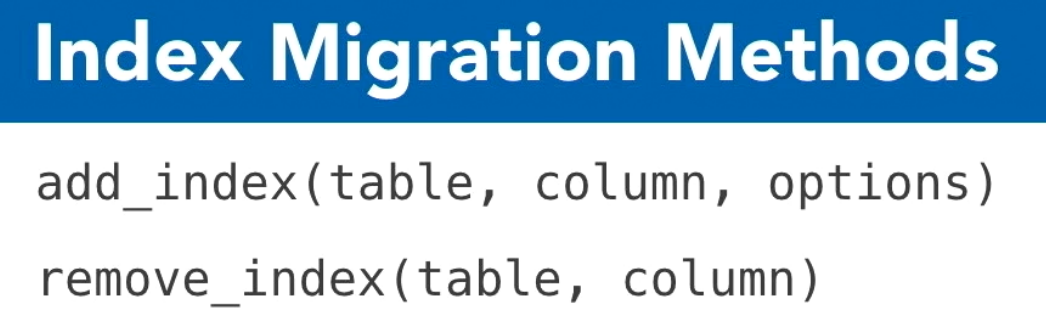 Index Migration Methods
add_index(table, column, options)
remove_index(table, column)